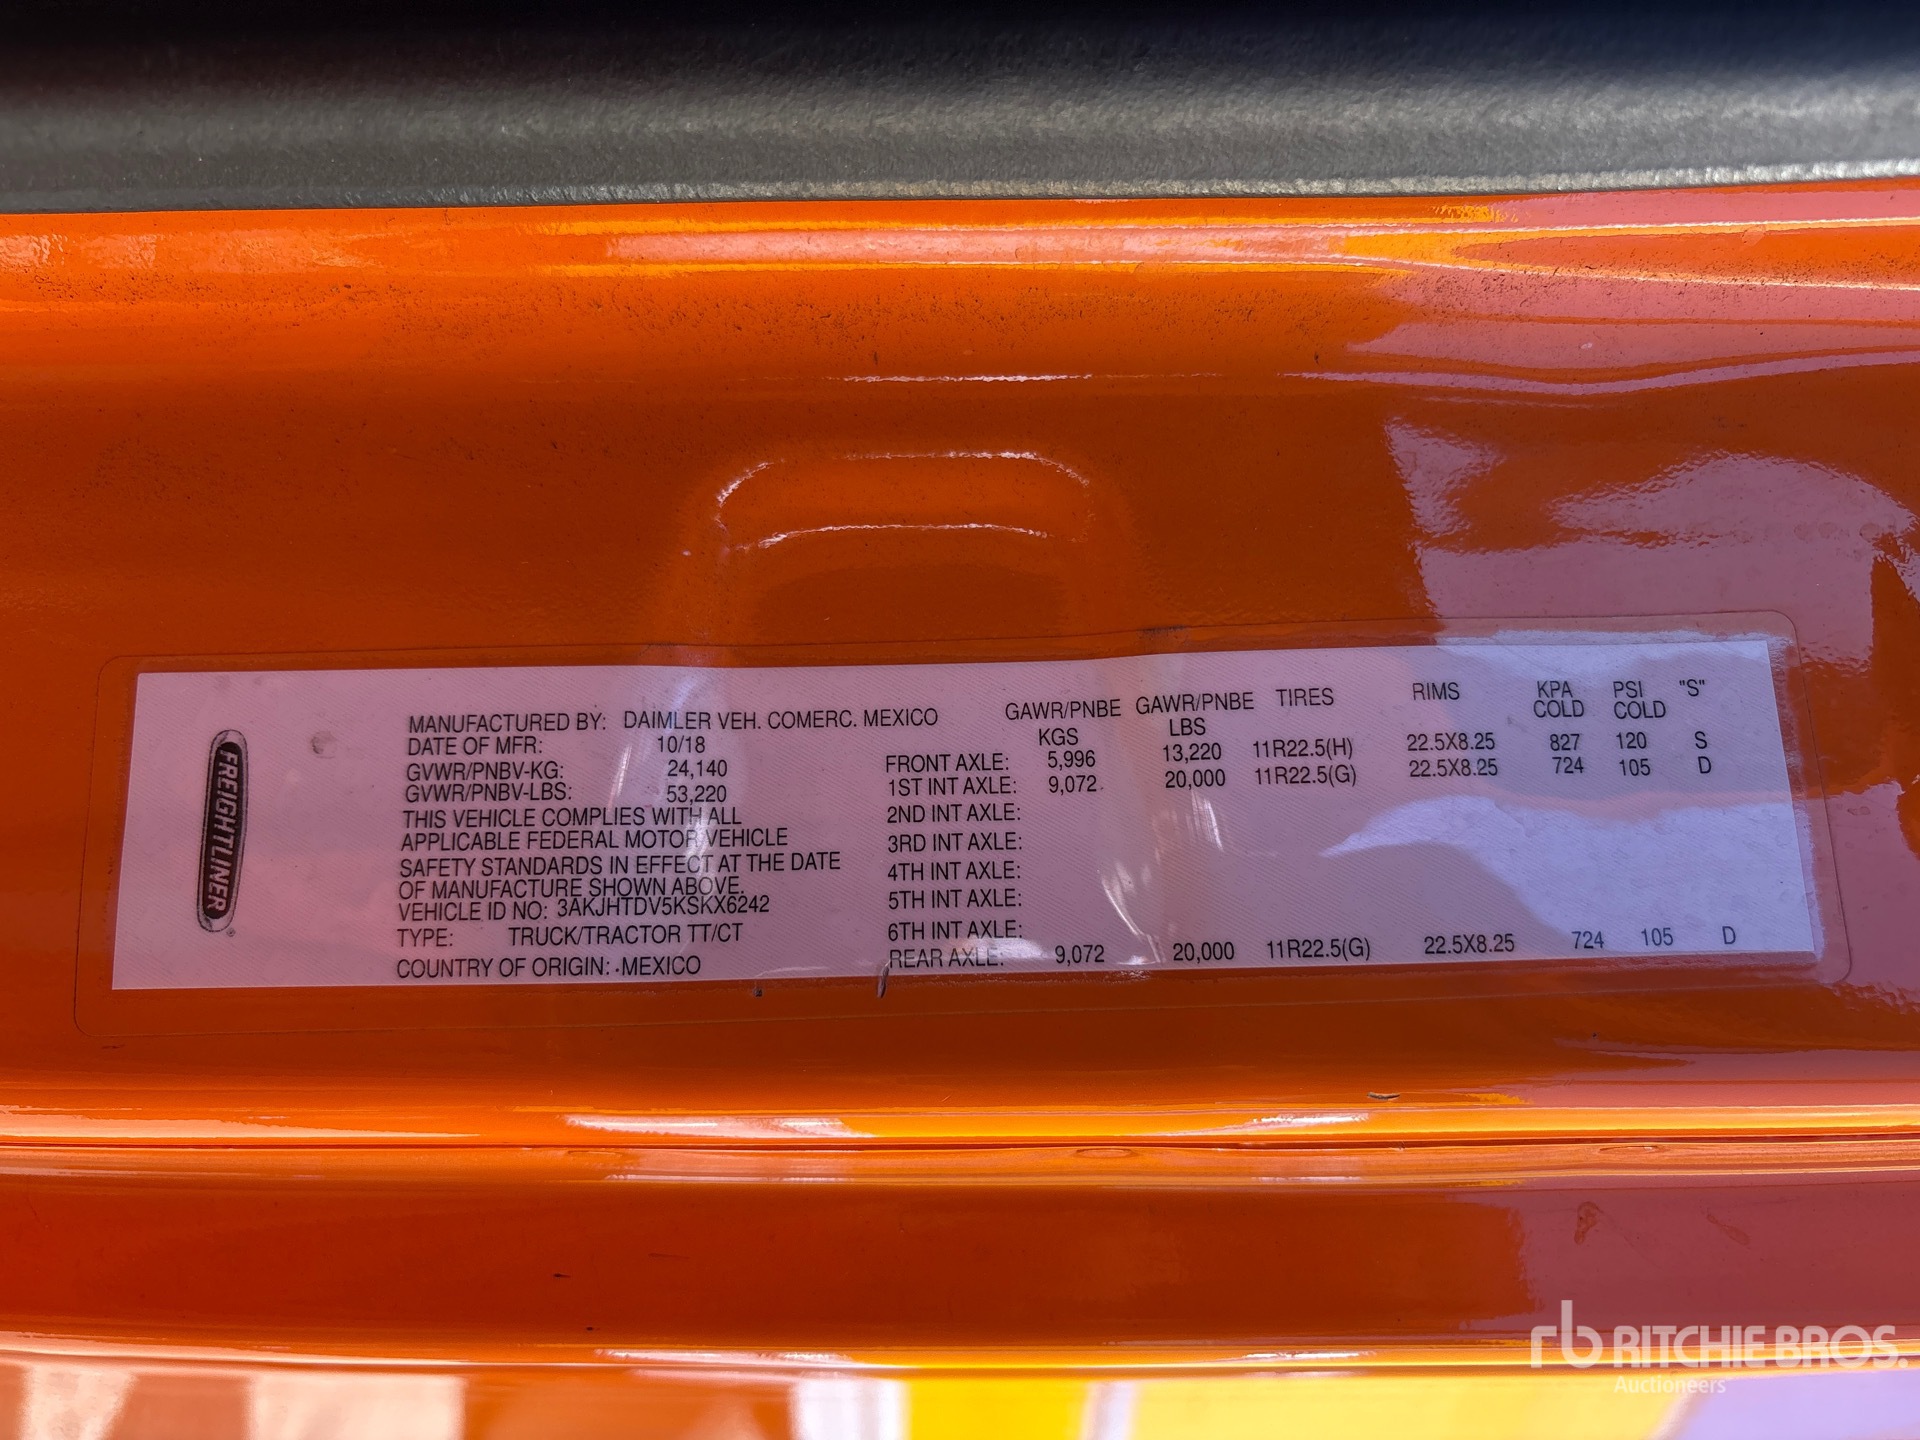 FREIGHTLINER
MANUFACTURED BY: DAIMLER VEH. COMERC. MEXICO
DATE OF MFR: 10/18
GVWR/PNBV-KG: 24,140
GVWR/PNBV-LBS: 53,220
THIS VEHICLE COMPLIES WITH ALL
APPLICABLE FEDERAL MOTOR VEHICLE
SAFETY STANDARDS IN EFFECT AT THE DATE
OF MANUFACTURE SHOWN ABOVE.
VEHICLE ID NO: 3AKJHTDV5KSKX6242
TYPE: TRUCK/TRACTOR TT/CT
COUNTRY OF ORIGIN: MEXICO
GAWR/PNBE GAWR/PNBE TIRES RIMS KPA PSI "S"
KGS LBS COLD COLD
FRONT AXLE: 5,996 13,220 11R22.5(H) 22.5X8.25 827 120 S
1ST INT AXLE: 9,072 20,000 11R22.5(G) 22.5X8.25 724 105 D
2ND INT AXLE:
3RD INT AXLE:
4TH INT AXLE:
5TH INT AXLE:
6TH INT AXLE:
REAR AXLE: 9,072 20,000 11R22.5(G) 22.5X8.25 724 105 D
rb RITCHIE BROS.
Auctioneers